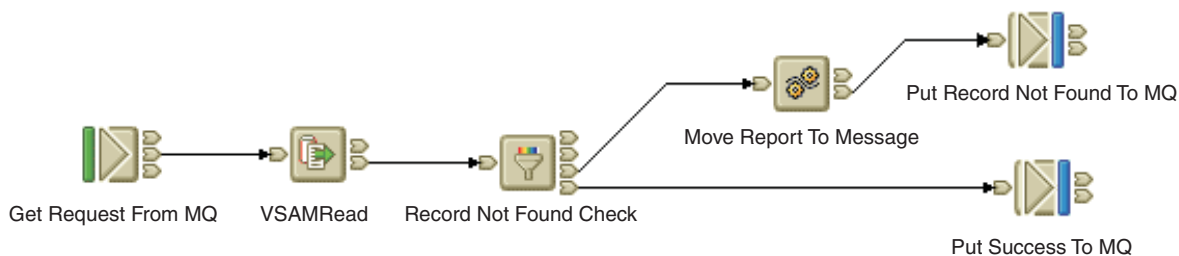 Put Record Not Found To MQ
Move Report To Message
Get Request From MQ
VSAMRead
Record Not Found Check
Put Success To MQ